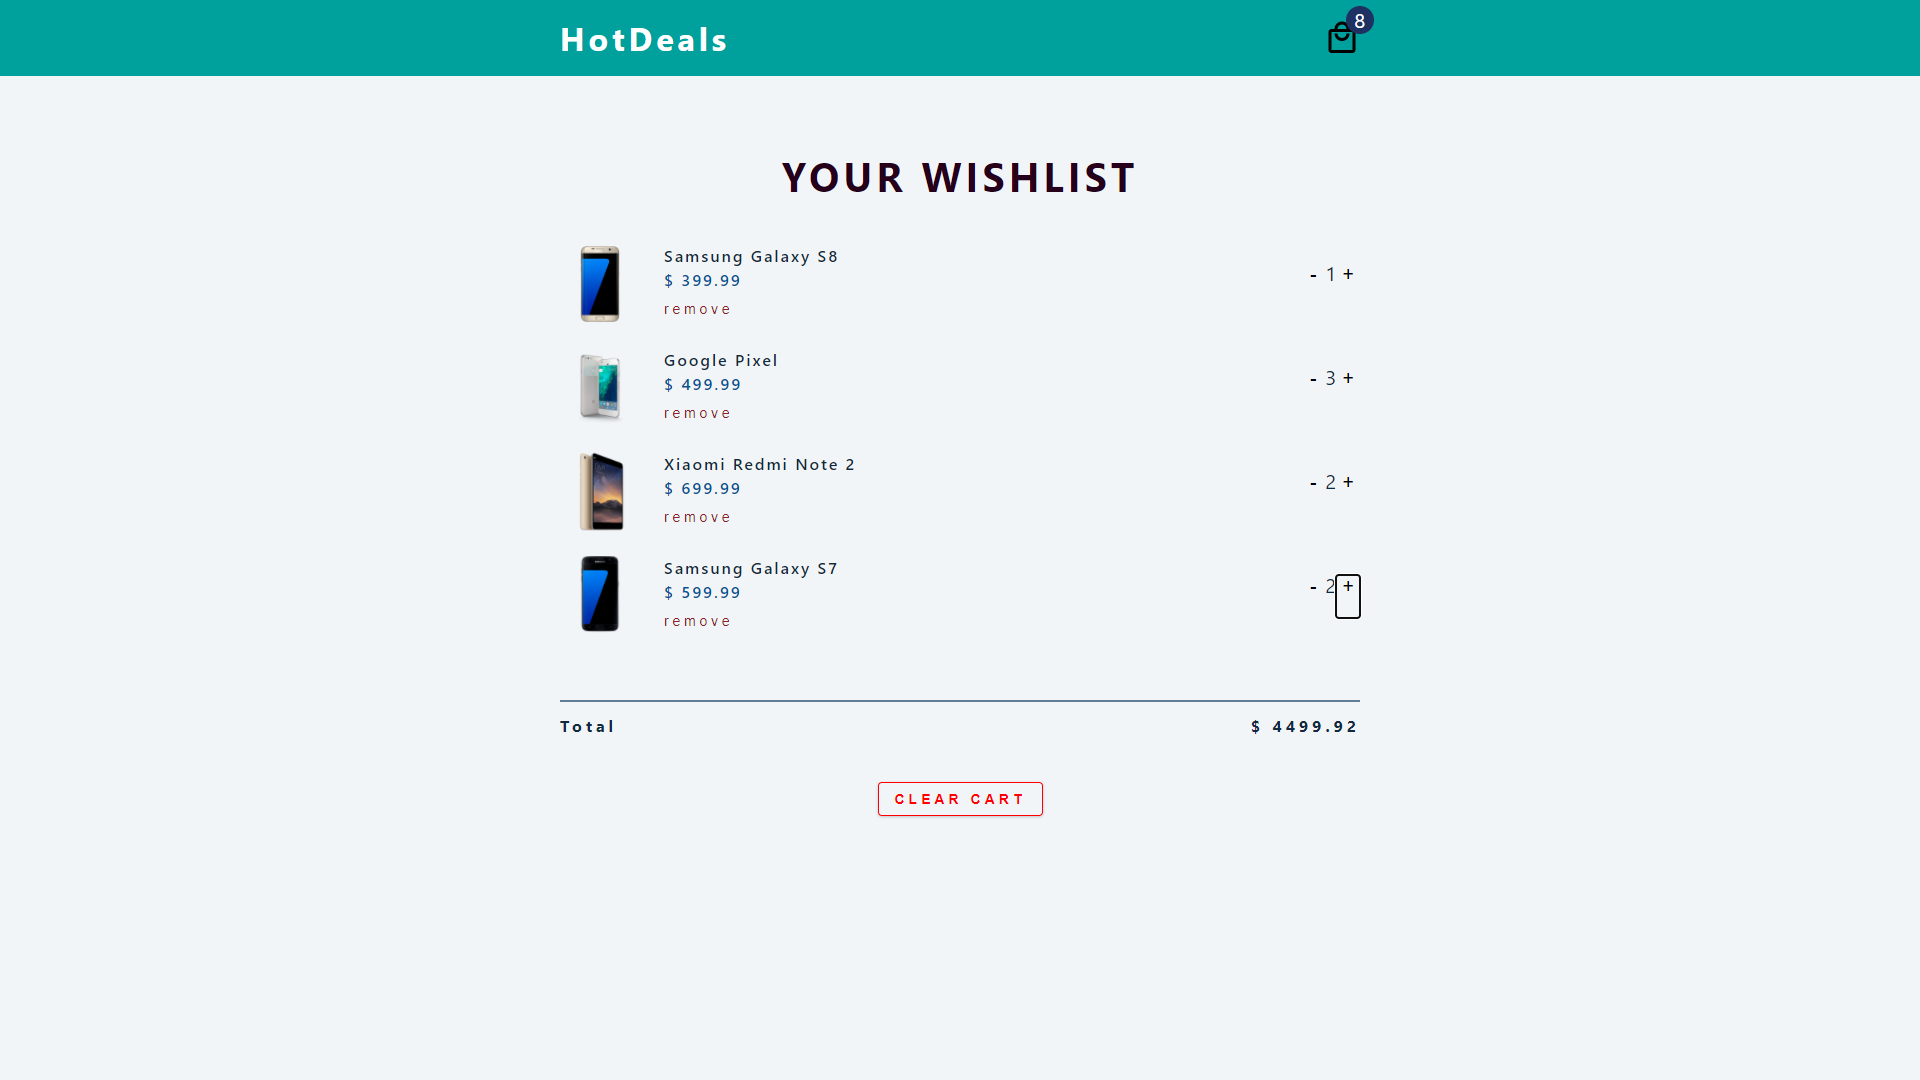 HotDeals
8
YOUR WISHLIST
Samsung Galaxy S8
$ 399.99
remove
- 1 +
Google Pixel
$ 499.99
remove
- 3 +
Xiaomi Redmi Note 2
$ 699.99
remove
- 2 +
Samsung Galaxy S7
$ 599.99
remove
- 2 +
Total $ 4499.92
CLEAR CART